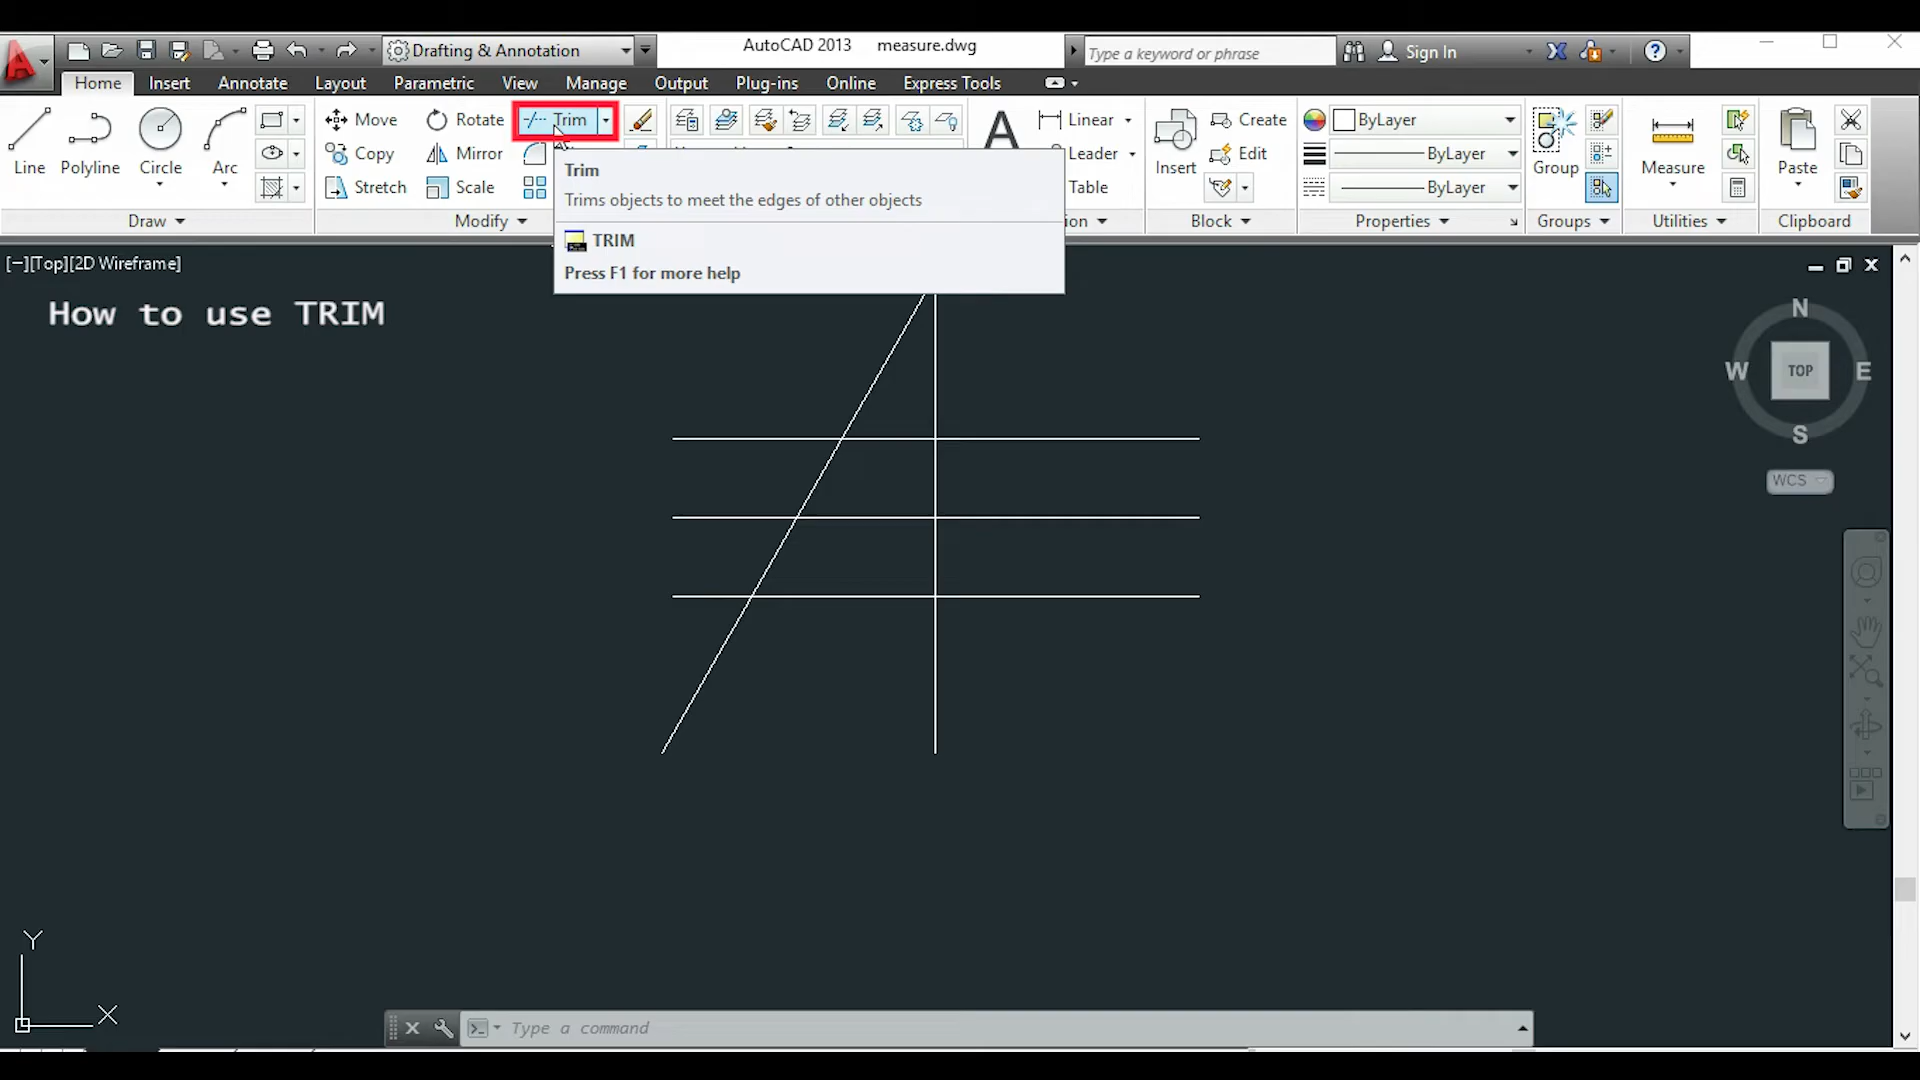 Drafting & Annotation
AutoCAD 2013 measure.dwg
Type a keyword or phrase
Sign In
Home Insert Annotate Layout Parametric View Manage Output Plug-ins Online Express Tools
Line Polyline Circle Arc
Move Rotate Trim
Copy Mirror
Stretch Scale
A
Linear
Leader
Table
Insert
Create
Edit
ByLayer
ByLayer
ByLayer
Group
Measure
Paste
Draw
Modify
ion
Block
Properties
Groups
Utilities
Clipboard
Trim
Trims objects to meet the edges of other objects
TRIM
Press F1 for more help
[−][Top][2D Wireframe]
How to use TRIM
N
W TOP E
S
WCS
Y
X
Type a command